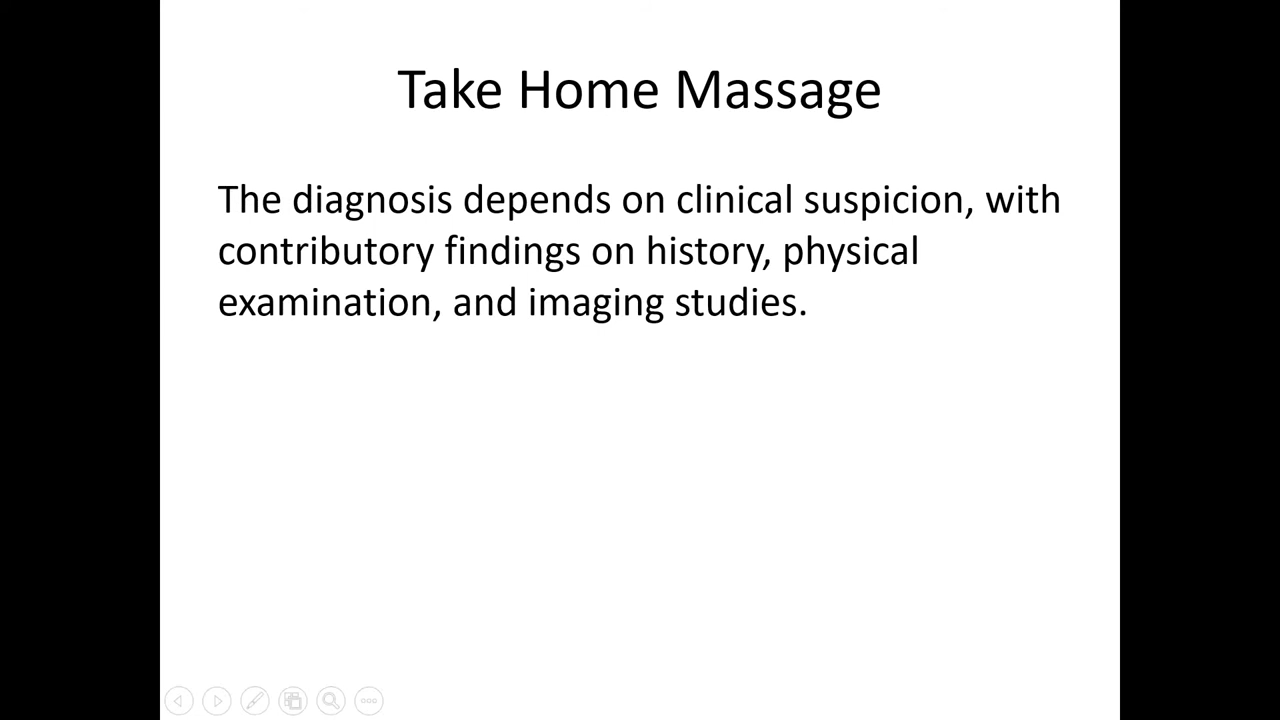 Take Home Massage
The diagnosis depends on clinical suspicion, with
contributory findings on history, physical
examination, and imaging studies.